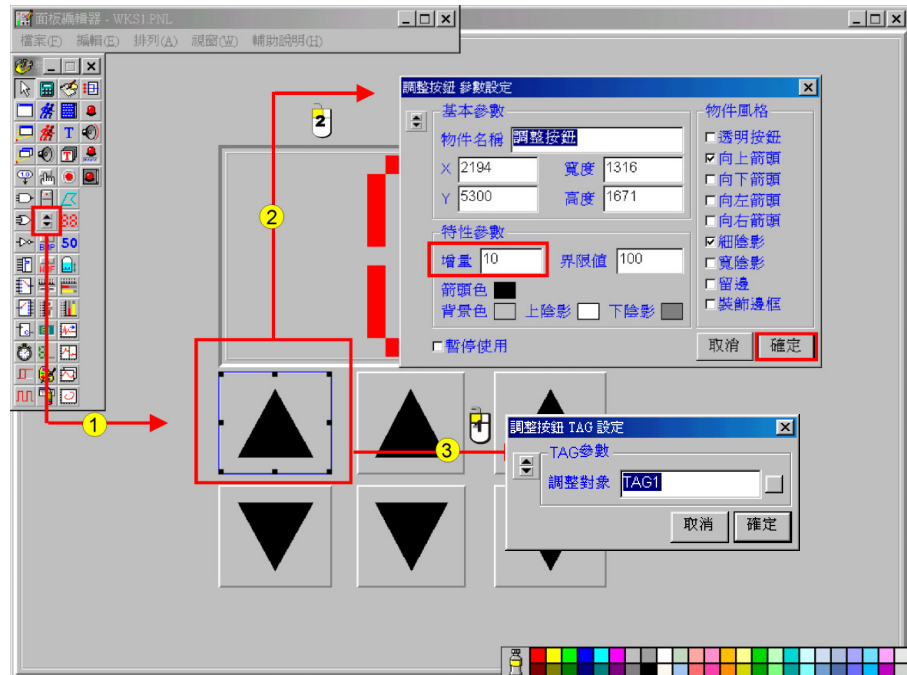 面板編輯器 - WKS1.PNL
檔案(F) 編輯(E) 排列(A) 視窗(W) 輔助說明(H)
T
88
50
1
2
3
2
1
調整按鈕 參數設定
基本參數
物件名稱 調整按鈕
X 2194 寬度 1316
Y 5300 高度 1671
特性參數
增量 10 界限值 100
箭頭色
背景色 上陰影 下陰影
暫停使用
物件風格
透明按鈕
向上箭頭
向下箭頭
向左箭頭
向右箭頭
細陰影
寬陰影
留邊
裝飾邊框
取消 確定
調整按鈕 TAG 設定
TAG參數
調整對象 TAG1
取消 確定